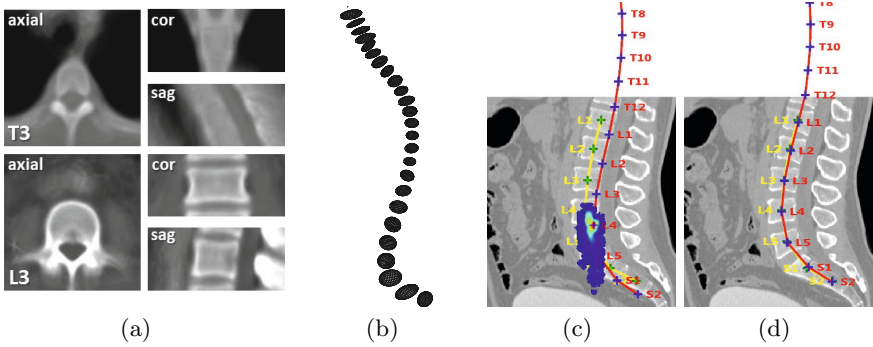 axial
cor
sag
T3
axial
cor
sag
L3
T8
T9
T10
T11
T12
L1
L1
L2
L2
L3
L3
L4
L4
L5
S1
S2
T8
T9
T10
T11
T12
L1
L1
L2
L2
L3
L3
L4
L4
L5
L5
S1
S1
S2
S2
(a)
(b)
(c)
(d)